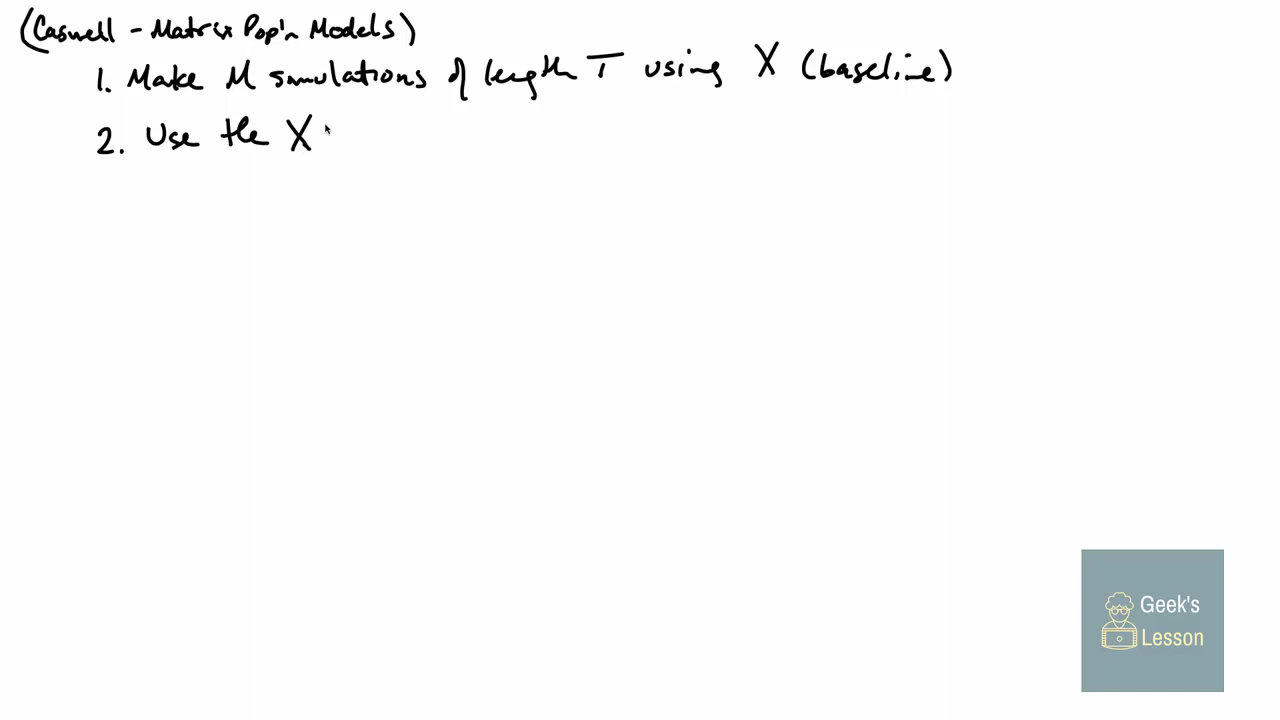 (Caswell - Matrix Pop'n Models)
1. Make M simulations of length T using X (baseline)
2. Use the X
Geek's
Lesson